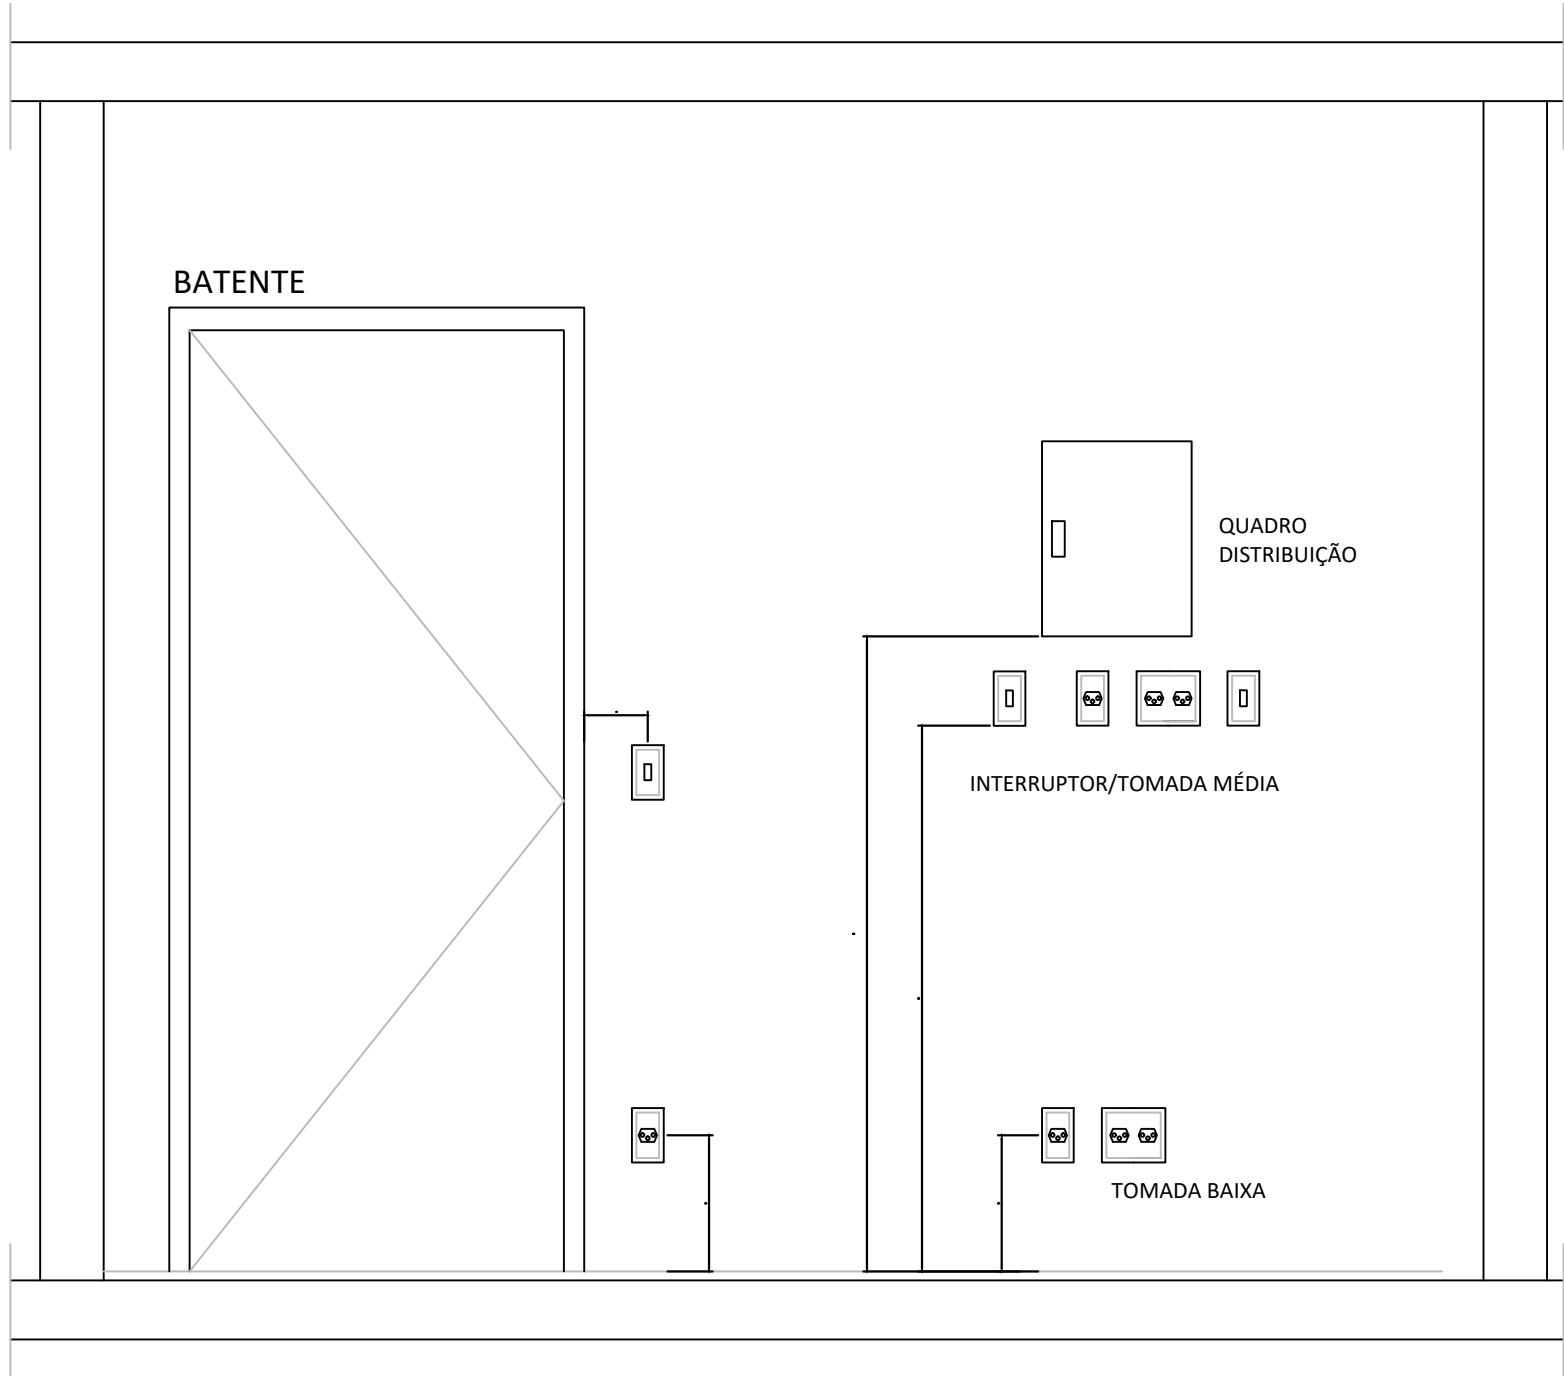 BATENTE
QUADRO
DISTRIBUIÇÃO
INTERRUPTOR/TOMADA MÉDIA
TOMADA BAIXA